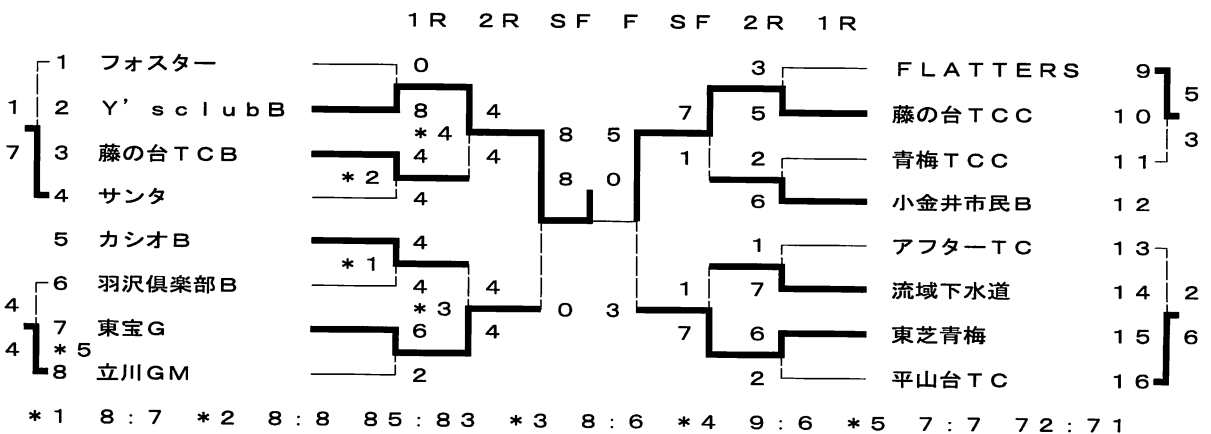 1R 2R SF F SF 2R 1R
1 フォスター 0 3 FLATTERS 9
1 2 Y'sclubB 8 4 7 5 藤の台TCC 10 5
*4 8 5
7 3 藤の台TCB 4 4 1 2 青梅TCC 11 3
*2 8 0
4 サンタ 4 6 小金井市民B 12
5 カシオB 4 1 アフターTC 13
*1
6 羽沢倶楽部B 4 4 1 7 流域下水道 14 2
4 *3 0 3
7 東宝G 6 4 7 6 東芝青梅 15 6
4 *5
8 立川GM 2 2 平山台TC 16
*1 8:7 *2 8:8 85:83 *3 8:6 *4 9:6 *5 7:7 72:71